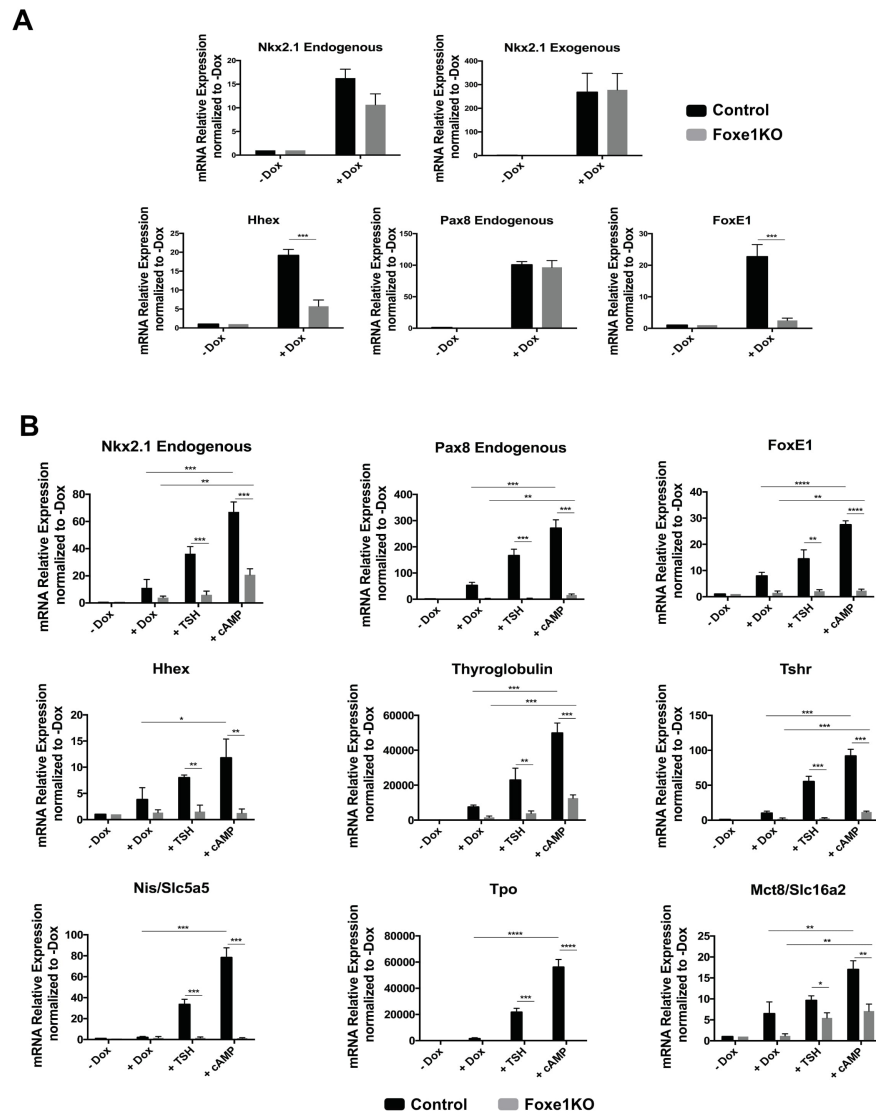 A
Nkx2.1 Endogenous
mRNA Relative Expression
normalized to -Dox
20
15
10
5
0
- Dox
+ Dox
Nkx2.1 Exogenous
mRNA Relative Expression
normalized to -Dox
400
300
200
100
0
- Dox
+ Dox
Control
Foxe1KO
Hhex
mRNA Relative Expression
normalized to -Dox
25
20
15
10
5
0
***
- Dox
+ Dox
Pax8 Endogenous
mRNA Relative Expression
normalized to -Dox
150
100
50
0
- Dox
+ Dox
FoxE1
mRNA Relative Expression
normalized to -Dox
30
20
10
0
***
- Dox
+ Dox
B
Nkx2.1 Endogenous
mRNA Relative Expression
normalized to -Dox
80
60
40
20
0
***
**
***
***
- Dox
+ Dox
+ TSH
+ cAMP
Pax8 Endogenous
mRNA Relative Expression
normalized to -Dox
400
300
200
100
0
***
**
***
***
- Dox
+ Dox
+ TSH
+ cAMP
FoxE1
mRNA Relative Expression
normalized to -Dox
40
30
20
10
0
****
**
****
**
- Dox
+ Dox
+ TSH
+ cAMP
Hhex
mRNA Relative Expression
normalized to -Dox
20
15
10
5
0
*
**
**
- Dox
+ Dox
+ TSH
+ cAMP
Thyroglobulin
mRNA Relative Expression
normalized to -Dox
60000
40000
20000
0
***
***
***
**
- Dox
+ Dox
+ TSH
+ cAMP
Tshr
mRNA Relative Expression
normalized to -Dox
150
100
50
0
***
***
***
***
- Dox
+ Dox
+ TSH
+ cAMP
Nis/Slc5a5
mRNA Relative Expression
normalized to -Dox
100
80
60
40
20
0
***
***
***
- Dox
+ Dox
+ TSH
+ cAMP
Tpo
mRNA Relative Expression
normalized to -Dox
80000
60000
40000
20000
0
****
****
***
- Dox
+ Dox
+ TSH
+ cAMP
Mct8/Slc16a2
mRNA Relative Expression
normalized to -Dox
25
20
15
10
5
0
**
**
**
*
- Dox
+ Dox
+ TSH
+ cAMP
Control
Foxe1KO